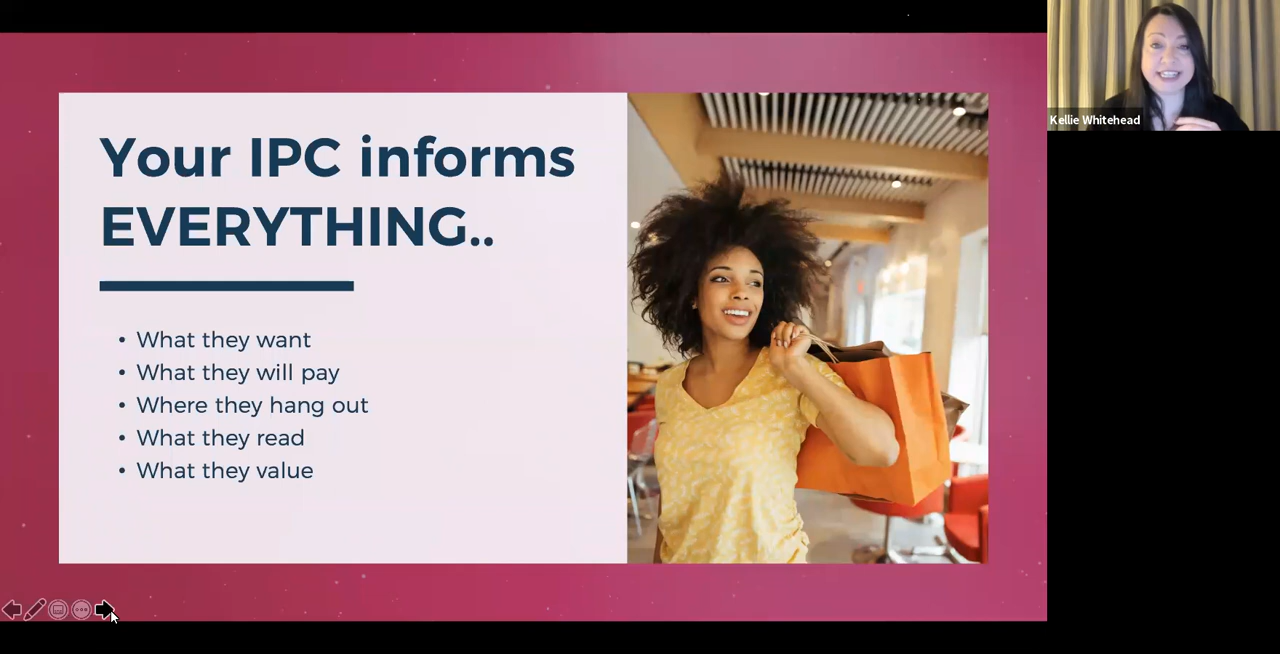 Your IPC informs
EVERYTHING..
• What they want
• What they will pay
• Where they hang out
• What they read
• What they value
Kellie Whitehead